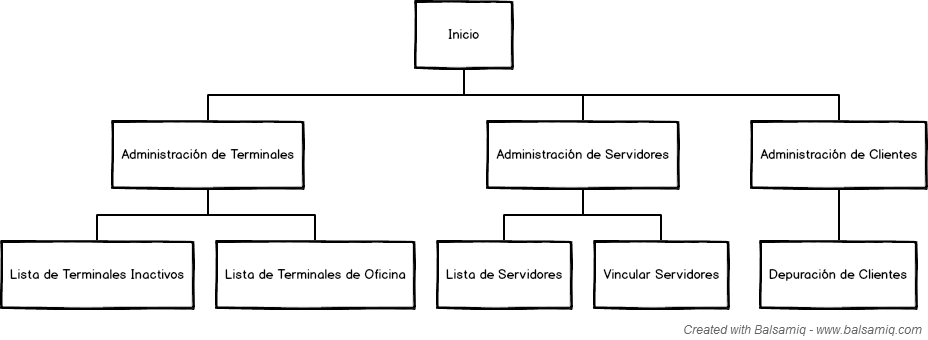 Inicio
Administración de Terminales
Administración de Servidores
Administración de Clientes
Lista de Terminales Inactivos
Lista de Terminales de Oficina
Lista de Servidores
Vincular Servidores
Depuración de Clientes
Created with Balsamiq - www.balsamiq.com